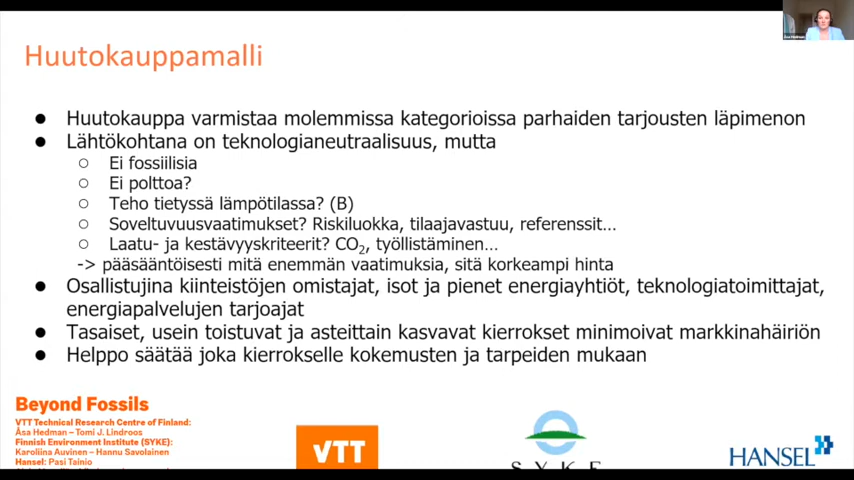 Huutokauppamalli
● Huutokauppa varmistaa molemmissa kategorioissa parhaiden tarjousten läpimenon
● Lähtökohtana on teknologianeutraalisuus, mutta
○ Ei fossiilisia
○ Ei polttoa?
○ Teho tietyssä lämpötilassa? (B)
○ Soveltuvuusvaatimukset? Riskiluokka, tilaajavastuu, referenssit…
○ Laatu- ja kestävyyskriteerit? CO₂, työllistäminen…
-> pääsääntöisesti mitä enemmän vaatimuksia, sitä korkeampi hinta
● Osallistujina kiinteistöjen omistajat, isot ja pienet energiayhtiöt, teknologiatoimittajat,
energiapalvelujen tarjoajat
● Tasaiset, usein toistuvat ja asteittain kasvavat kierrokset minimoivat markkinahäiriön
● Helppo säätää joka kierrokselle kokemusten ja tarpeiden mukaan
Beyond Fossils
VTT Technical Research Centre of Finland:
Åsa Hedman – Tomi J. Lindroos
Finnish Environment Institute (SYKE):
Karoliina Auvinen – Hannu Savolainen
Hansel: Pasi Tainio
VTT
SYKE
HANSEL
Åsa Hedman